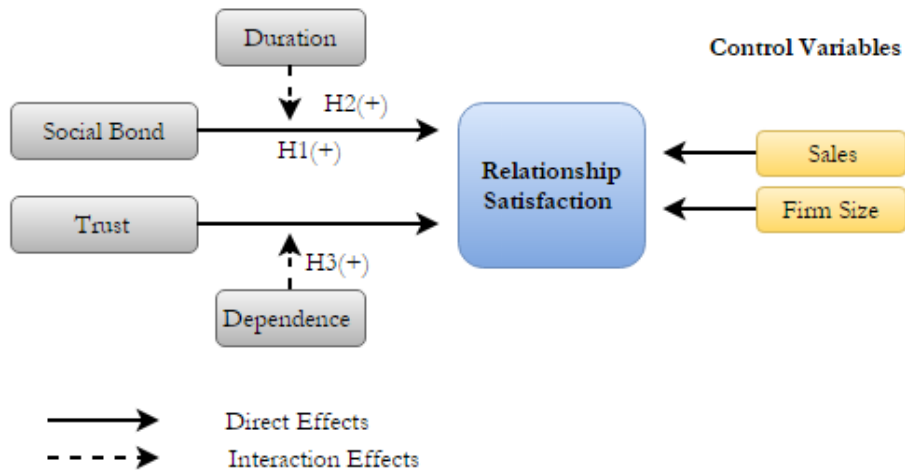 Duration
Control Variables
H2(+)
Social Bond
H1(+)
Sales
Relationship
Satisfaction
Trust
Firm Size
H3(+)
Dependence
Direct Effects
Interaction Effects